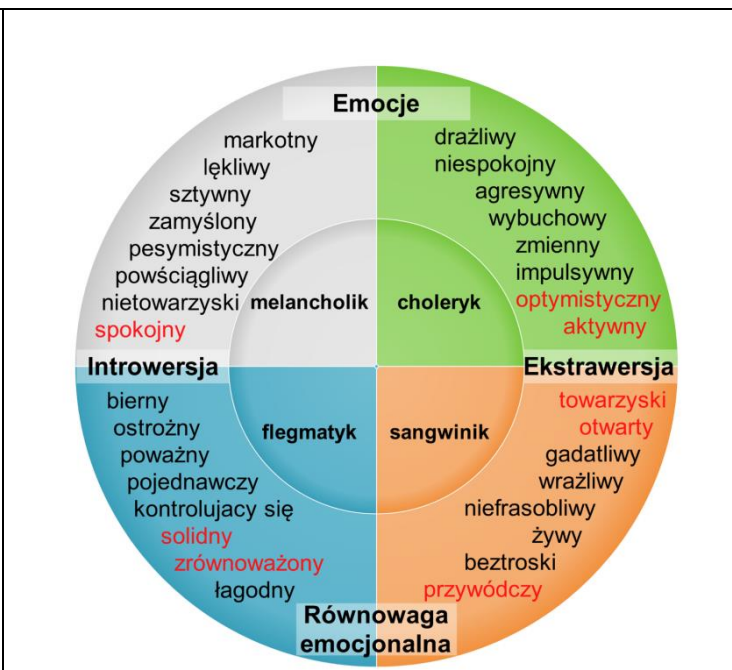 Emocje
markotny
lękliwy
sztywny
zamyślony
pesymistyczny
powściągliwy
nietowarzyski
spokojny
drażliwy
niespokojny
agresywny
wybuchowy
zmienny
impulsywny
optymistyczny
aktywny
melancholik
choleryk
Introwersja
Ekstrawersja
bierny
ostrożny
poważny
pojednawczy
kontrolujacy się
solidny
zrównoważony
łagodny
flegmatyk
sangwinik
towarzyski
otwarty
gadatliwy
wrażliwy
niefrasobliwy
żywy
beztroski
przywódczy
Równowaga
emocjonalna